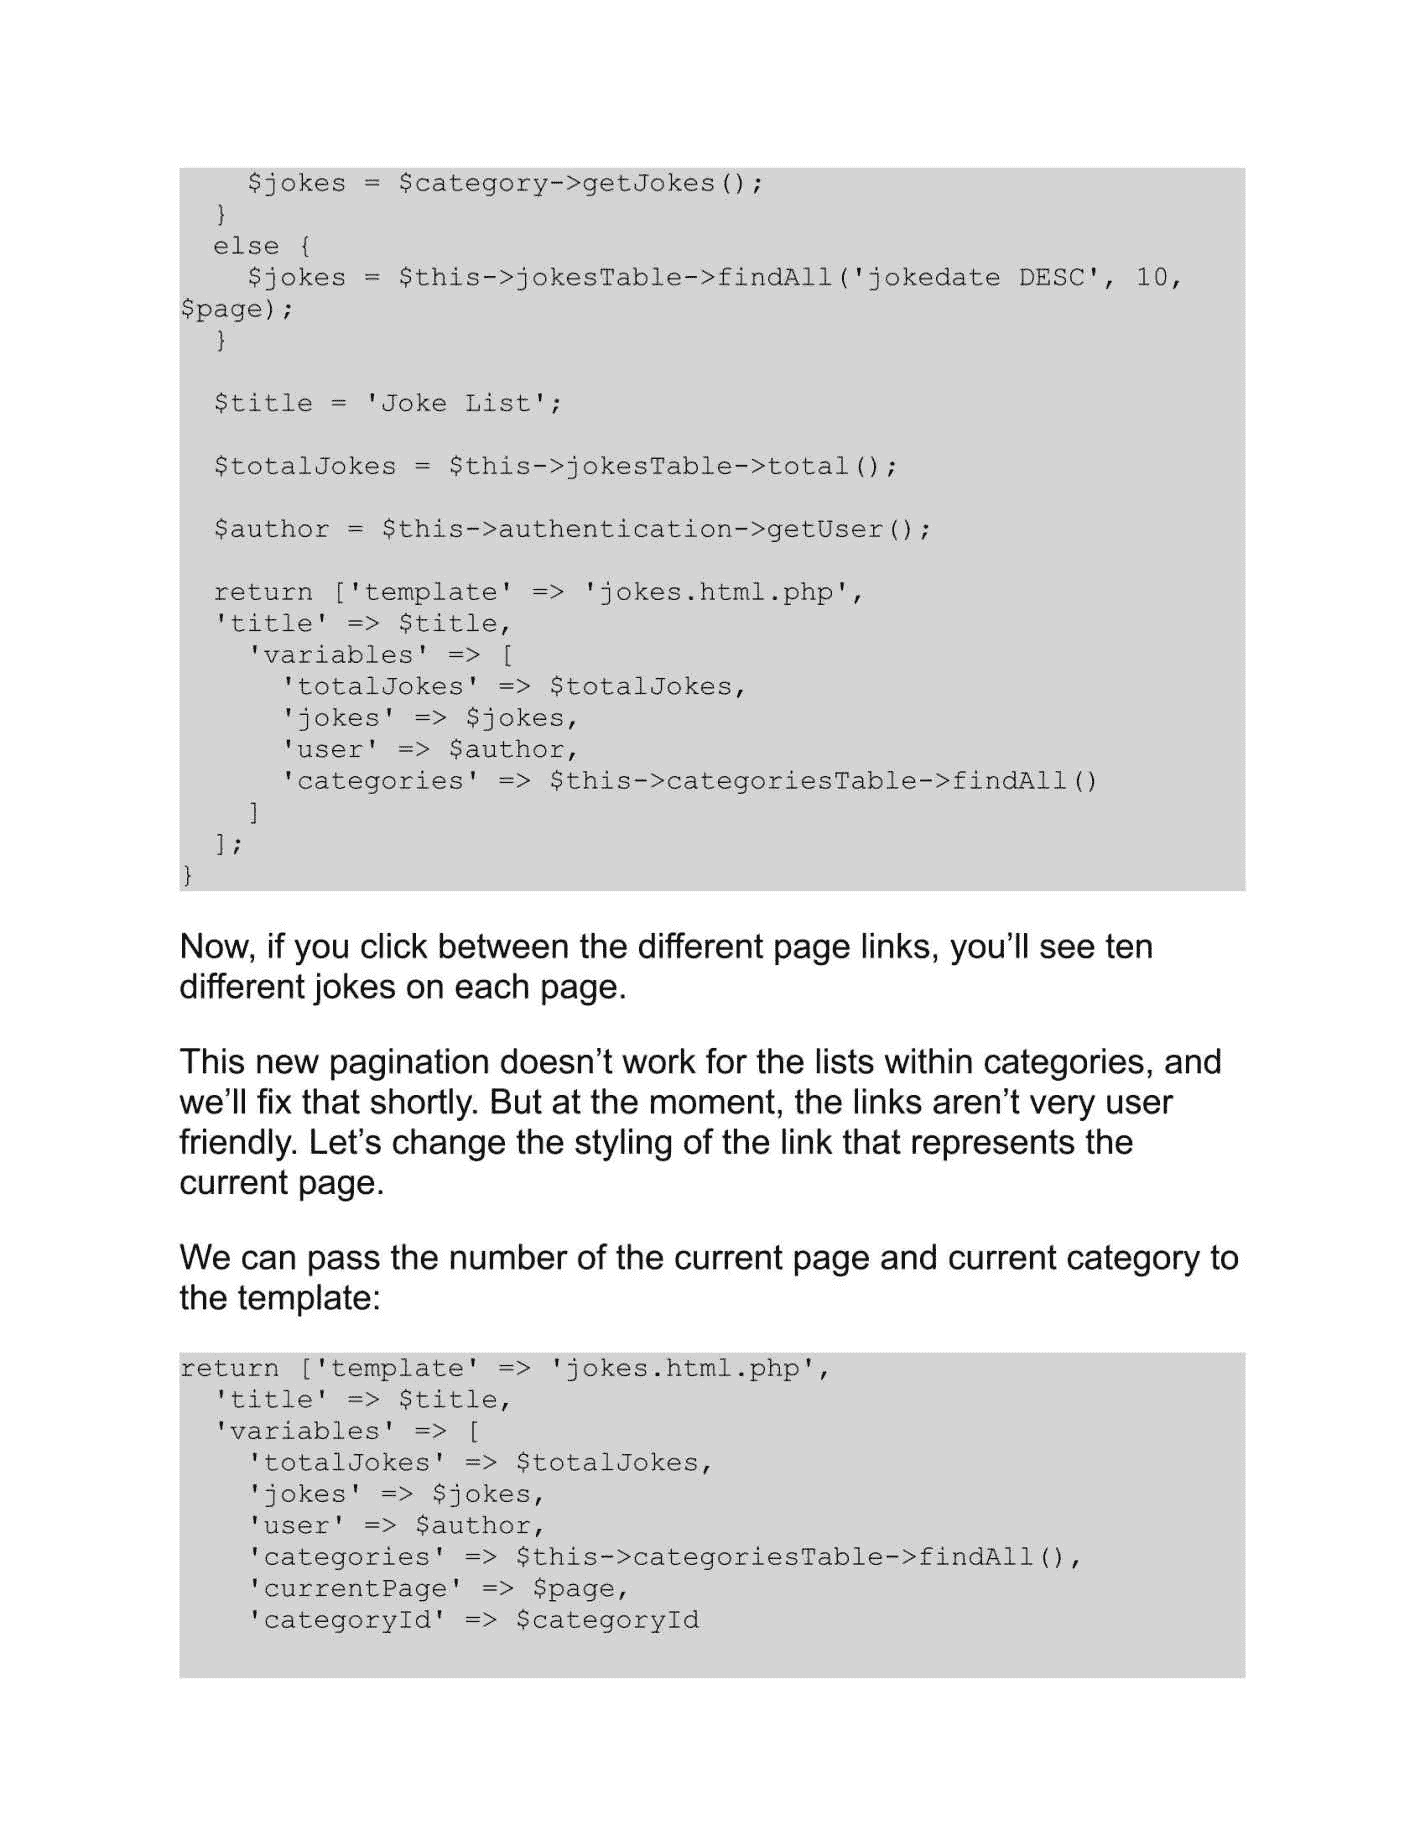 $jokes = $category->getJokes();
  }
  else {
    $jokes = $this->jokesTable->findAll('jokedate DESC', 10,
$page);
  }

  $title = 'Joke List';

  $totalJokes = $this->jokesTable->total();

  $author = $this->authentication->getUser();

  return ['template' => 'jokes.html.php',
  'title' => $title,
    'variables' => [
      'totalJokes' => $totalJokes,
      'jokes' => $jokes,
      'user' => $author,
      'categories' => $this->categoriesTable->findAll()
    ]
  ];
}
Now, if you click between the different page links, you’ll see ten
different jokes on each page.
This new pagination doesn’t work for the lists within categories, and
we’ll fix that shortly. But at the moment, the links aren’t very user
friendly. Let’s change the styling of the link that represents the
current page.
We can pass the number of the current page and current category to
the template:
return ['template' => 'jokes.html.php',
  'title' => $title,
  'variables' => [
    'totalJokes' => $totalJokes,
    'jokes' => $jokes,
    'user' => $author,
    'categories' => $this->categoriesTable->findAll(),
    'currentPage' => $page,
    'categoryId' => $categoryId